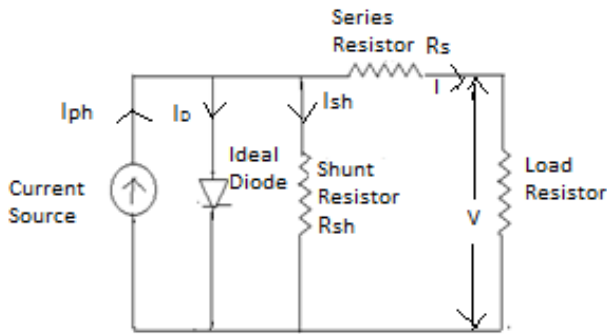 Series
Resistor Rs
I
Iph
ID
Ish
Ideal
Diode
Shunt
Resistor
Rsh
Current
Source
V
Load
Resistor